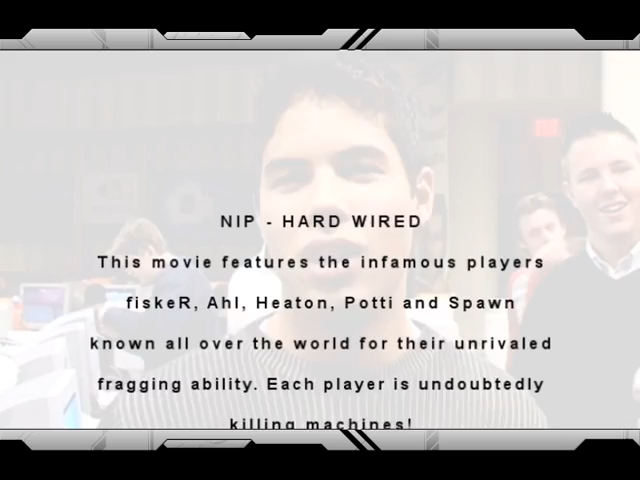 NIP - HARD WIRED
This movie features the infamous players
fiskeR, Ahl, Heaton, Potti and Spawn
known all over the world for their unrivaled
fragging ability. Each player is undoubtedly
killing machines!